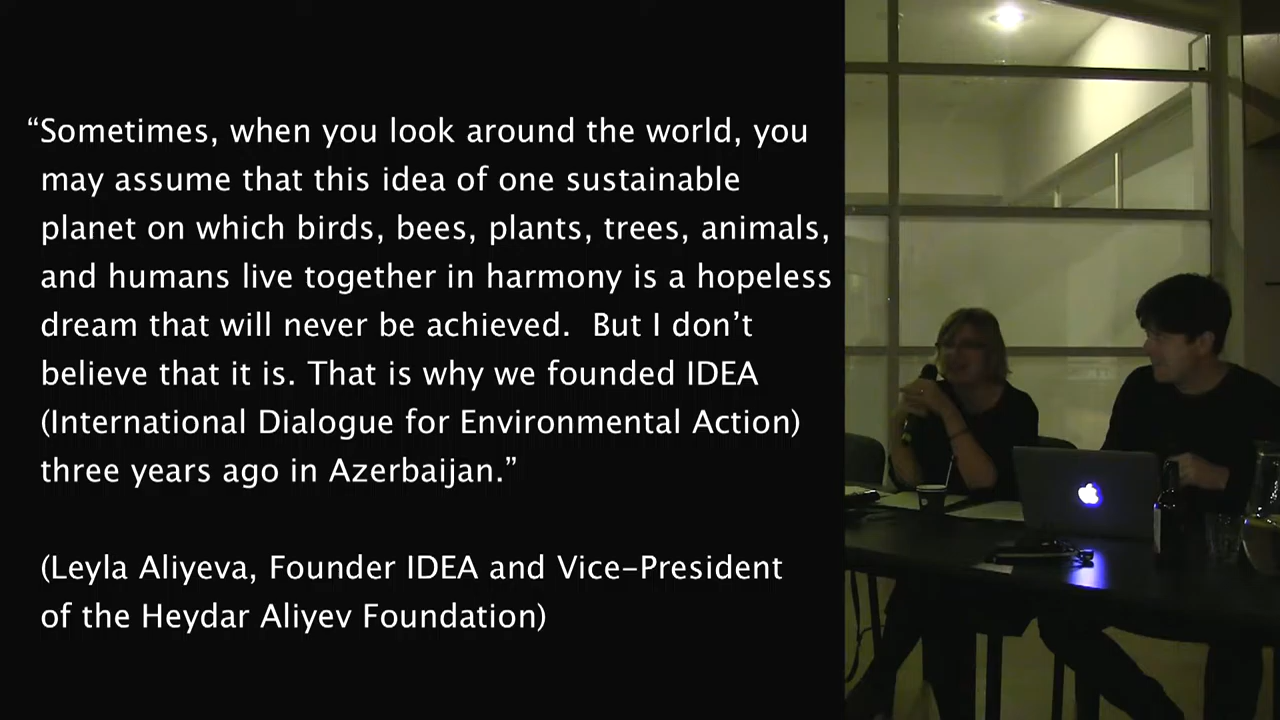 “Sometimes, when you look around the world, you
may assume that this idea of one sustainable
planet on which birds, bees, plants, trees, animals,
and humans live together in harmony is a hopeless
dream that will never be achieved.  But I don’t
believe that it is. That is why we founded IDEA
(International Dialogue for Environmental Action)
three years ago in Azerbaijan.”
(Leyla Aliyeva, Founder IDEA and Vice–President
of the Heydar Aliyev Foundation)